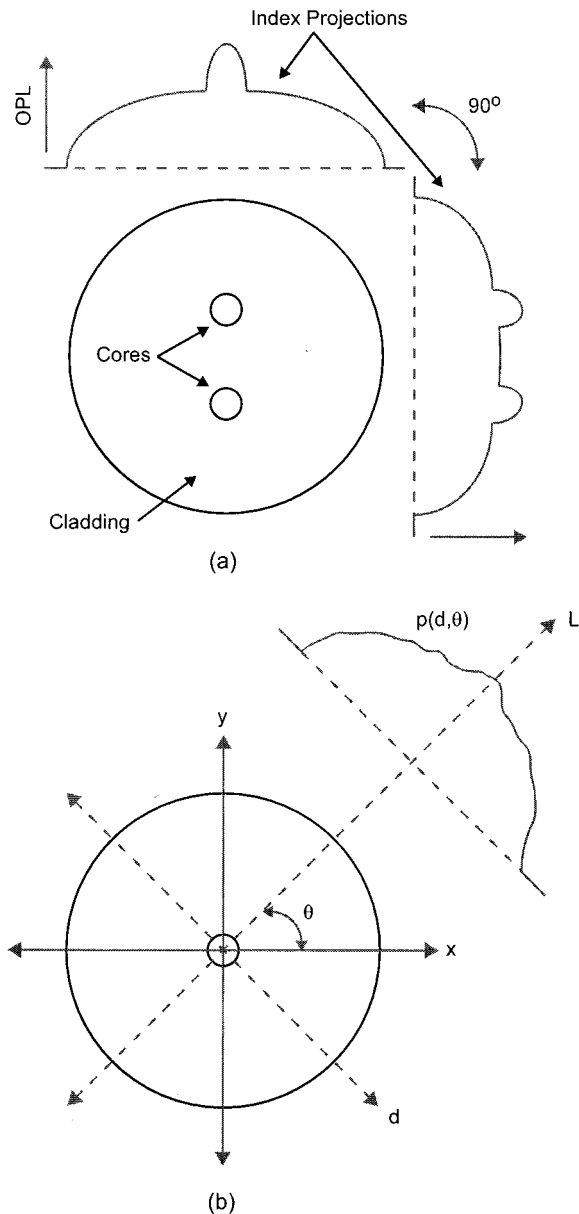 Index Projections
OPL
90°
Cores
Cladding
(a)
p(d,θ)
L
y
θ
x
d
(b)